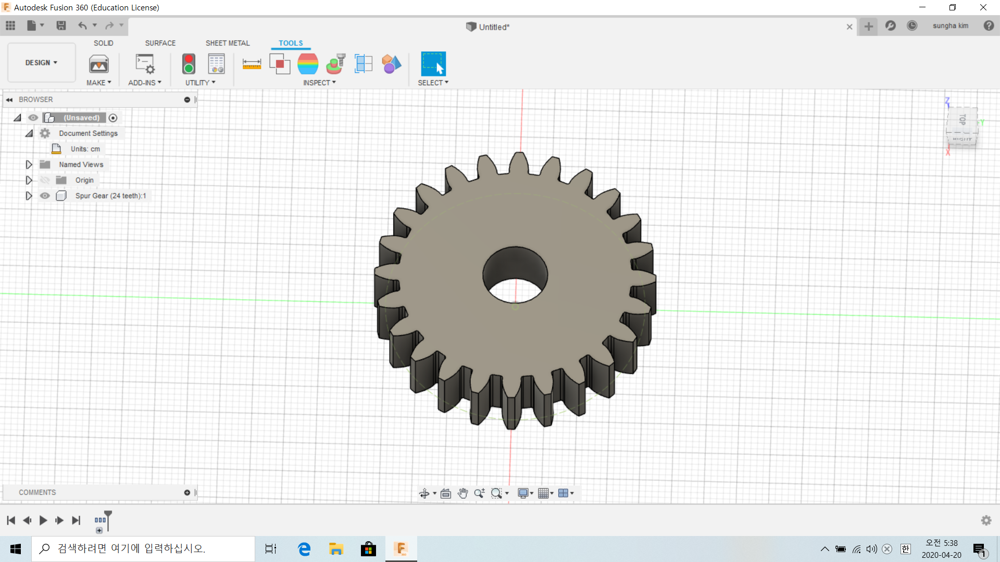 Autodesk Fusion 360 (Education License)
Untitled*
sungha kim
SOLID SURFACE SHEET METAL TOOLS
DESIGN
MAKE ADD-INS UTILITY INSPECT SELECT
BROWSER
(Unsaved)
Document Settings
Units: cm
Named Views
Origin
Spur Gear (24 teeth):1
Z
TOP
Y
RIGHT
X
COMMENTS
검색하려면 여기에 입력하십시오.
한
오전 5:38
2020-04-20
1